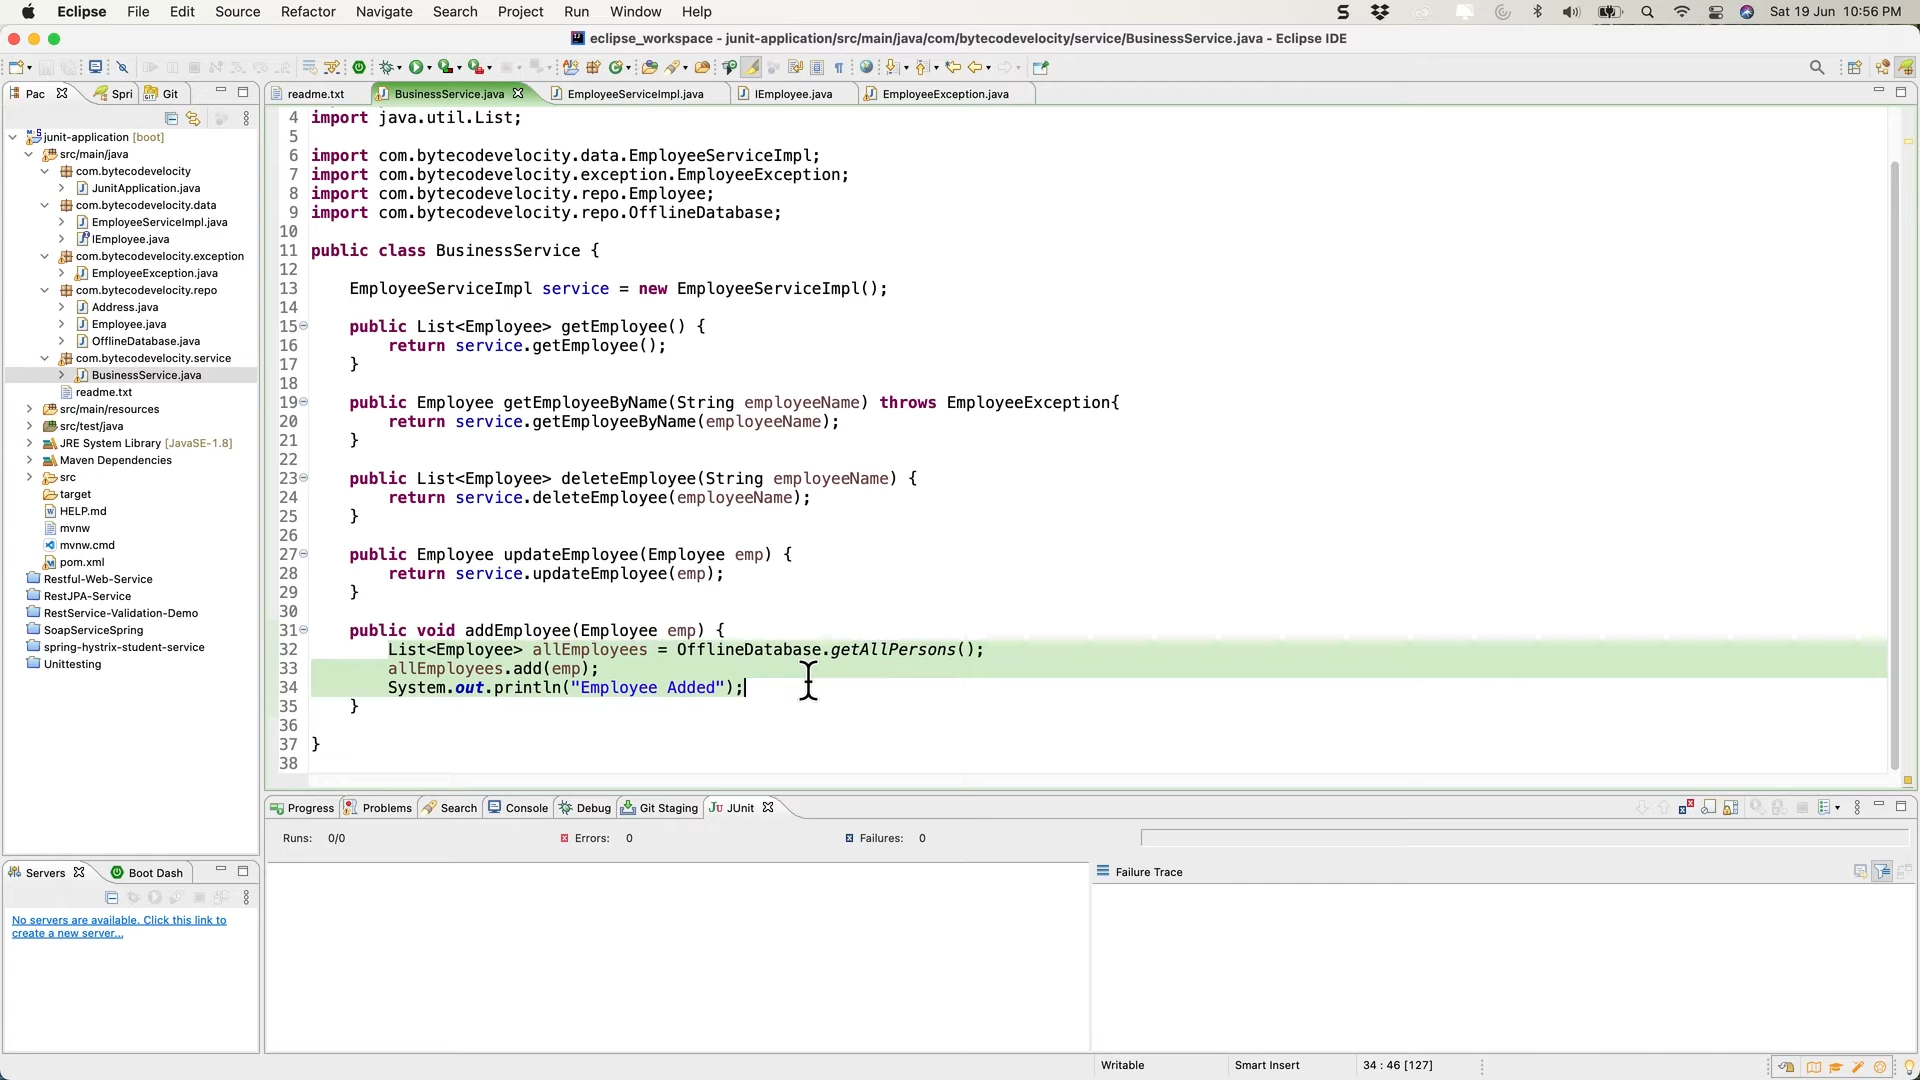 Eclipse File Edit Source Refactor Navigate Search Project Run Window Help Sat 19 Jun 10:56 PM
eclipse_workspace - junit-application/src/main/java/com/bytecodevelocity/service/BusinessService.java - Eclipse IDE
Pac Spri Git
junit-application [boot]
src/main/java
com.bytecodevelocity
JunitApplication.java
com.bytecodevelocity.data
EmployeeServiceImpl.java
IEmployee.java
com.bytecodevelocity.exception
EmployeeException.java
com.bytecodevelocity.repo
Address.java
Employee.java
OfflineDatabase.java
com.bytecodevelocity.service
BusinessService.java
readme.txt
src/main/resources
src/test/java
JRE System Library [JavaSE-1.8]
Maven Dependencies
src
target
HELP.md
mvnw
mvnw.cmd
pom.xml
Restful-Web-Service
RestJPA-Service
RestService-Validation-Demo
SoapServiceSpring
spring-hystrix-student-service
Unittesting
readme.txt BusinessService.java EmployeeServiceImpl.java IEmployee.java EmployeeException.java
4 import java.util.List;
5
6 import com.bytecodevelocity.data.EmployeeServiceImpl;
7 import com.bytecodevelocity.exception.EmployeeException;
8 import com.bytecodevelocity.repo.Employee;
9 import com.bytecodevelocity.repo.OfflineDatabase;
10
11 public class BusinessService {
12
13 EmployeeServiceImpl service = new EmployeeServiceImpl();
14
15 public List<Employee> getEmployee() {
16 return service.getEmployee();
17 }
18
19 public Employee getEmployeeByName(String employeeName) throws EmployeeException{
20 return service.getEmployeeByName(employeeName);
21 }
22
23 public List<Employee> deleteEmployee(String employeeName) {
24 return service.deleteEmployee(employeeName);
25 }
26
27 public Employee updateEmployee(Employee emp) {
28 return service.updateEmployee(emp);
29 }
30
31 public void addEmployee(Employee emp) {
32 List<Employee> allEmployees = OfflineDatabase.getAllPersons();
33 allEmployees.add(emp);
34 System.out.println("Employee Added");
35 }
36
37 }
38
Progress Problems Search Console Debug Git Staging JUnit
Runs: 0/0 Errors: 0 Failures: 0
Failure Trace
Servers Boot Dash
No servers are available. Click this link to
create a new server...
Writable Smart Insert 34 : 46 [127]